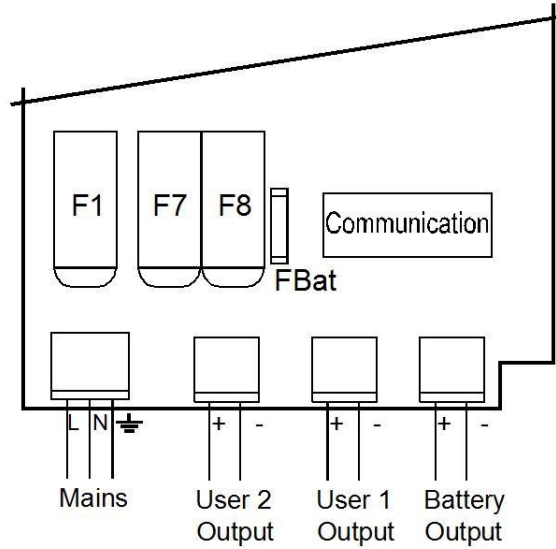 F1 F7 F8 Communication
FBat
L N + - + - + -
Mains User 2 Output User 1 Output Battery Output